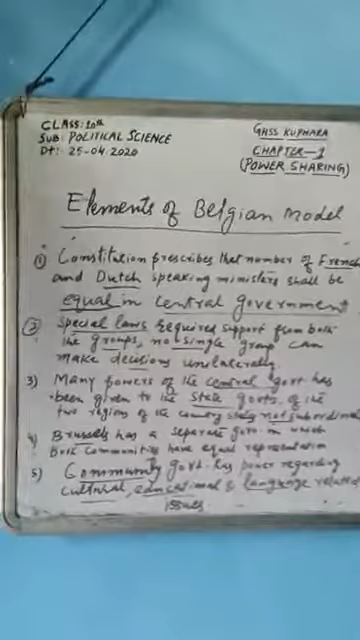 CLASS: 10th
SUB: POLITICAL SCIENCE
Dt: 25-04-2020
GHSS KUPHARA
CHAPTER-1
(POWER SHARING)
Elements of Belgian Model
(1) Constitution prescribes that number of French
and Dutch speaking ministers shall be
equal in central government.
(2) Special laws required support from both
the groups, no single group can
make decisions unilaterally.
3) Many powers of the central govt has
been given to the state govts. of the
two regions of the country not subordinate
4) Brussels has a separate govt. in which
Both Communities have equal representation
5) Community govt. has power regarding
cultural, educational & language related
issues